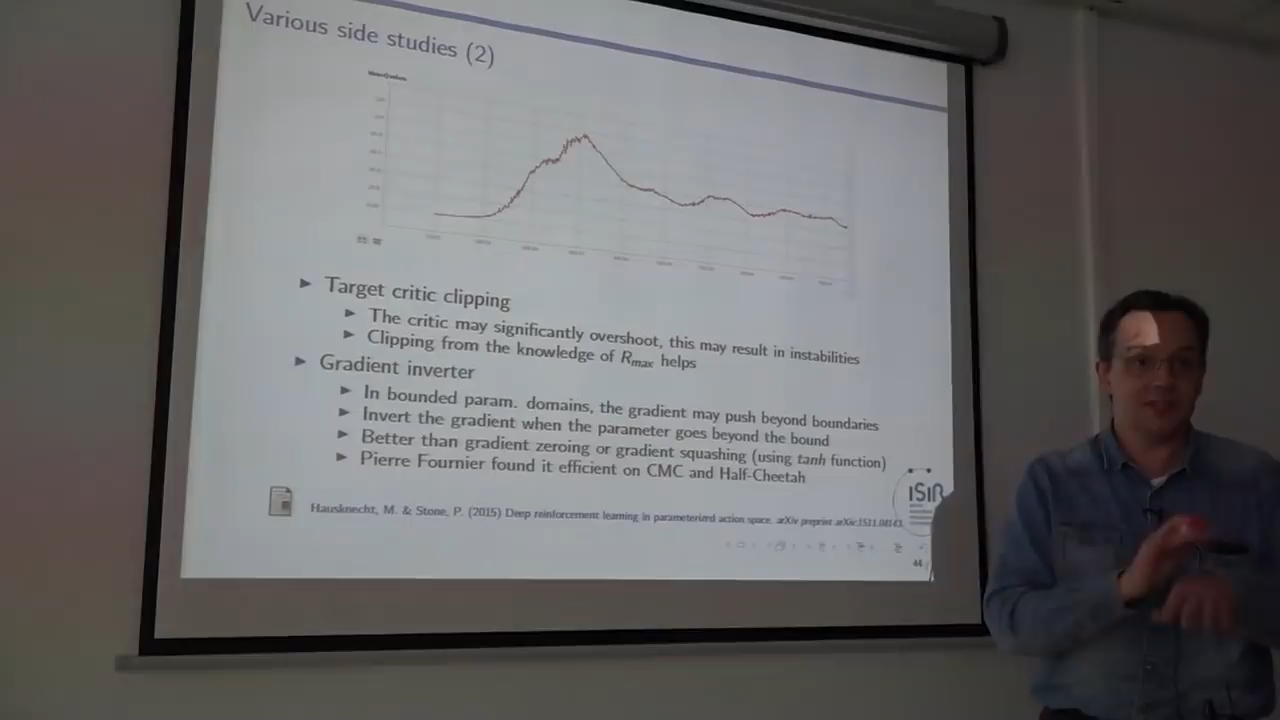 Various side studies (2)
Target critic clipping
The critic may significantly overshoot, this may result in instabilities
Clipping from the knowledge of Rmax helps
Gradient inverter
In bounded param. domains, the gradient may push beyond boundaries
Invert the gradient when the parameter goes beyond the bound
Better than gradient zeroing or gradient squashing (using tanh function)
Pierre Fournier found it efficient on CMC and Half-Cheetah
ISIR
Hausknecht, M. & Stone, P. (2015) Deep reinforcement learning in parameterized action space. arXiv preprint arXiv:1511.04143.
44